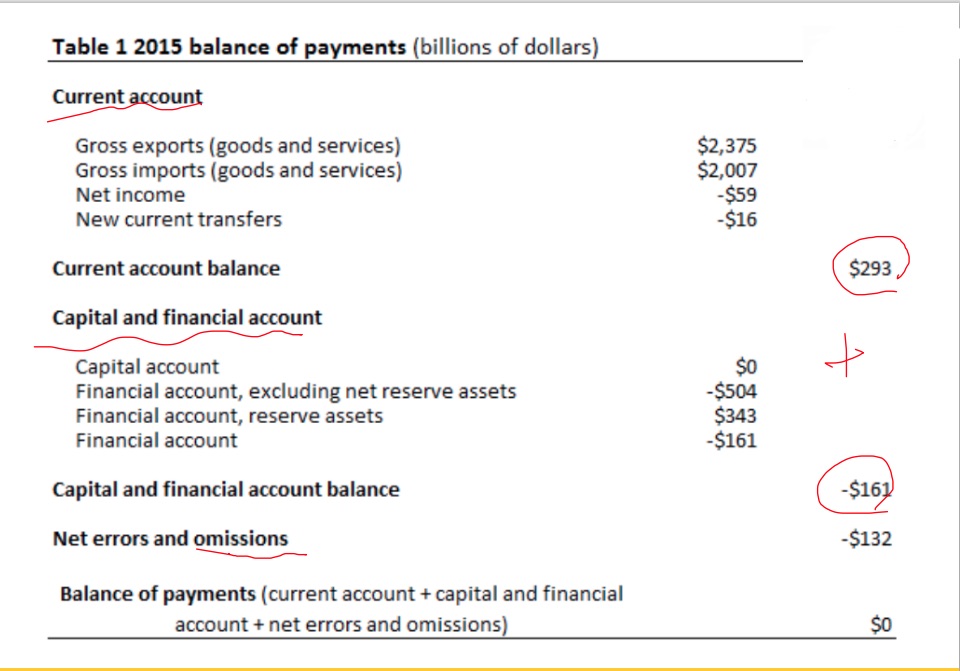 Table 1 2015 balance of payments (billions of dollars)
Current account
Gross exports (goods and services) $2,375
Gross imports (goods and services) $2,007
Net income -$59
New current transfers -$16
Current account balance $293
Capital and financial account
+
Capital account $0
Financial account, excluding net reserve assets -$504
Financial account, reserve assets $343
Financial account -$161
Capital and financial account balance -$161
Net errors and omissions -$132
Balance of payments (current account + capital and financial
account + net errors and omissions) $0